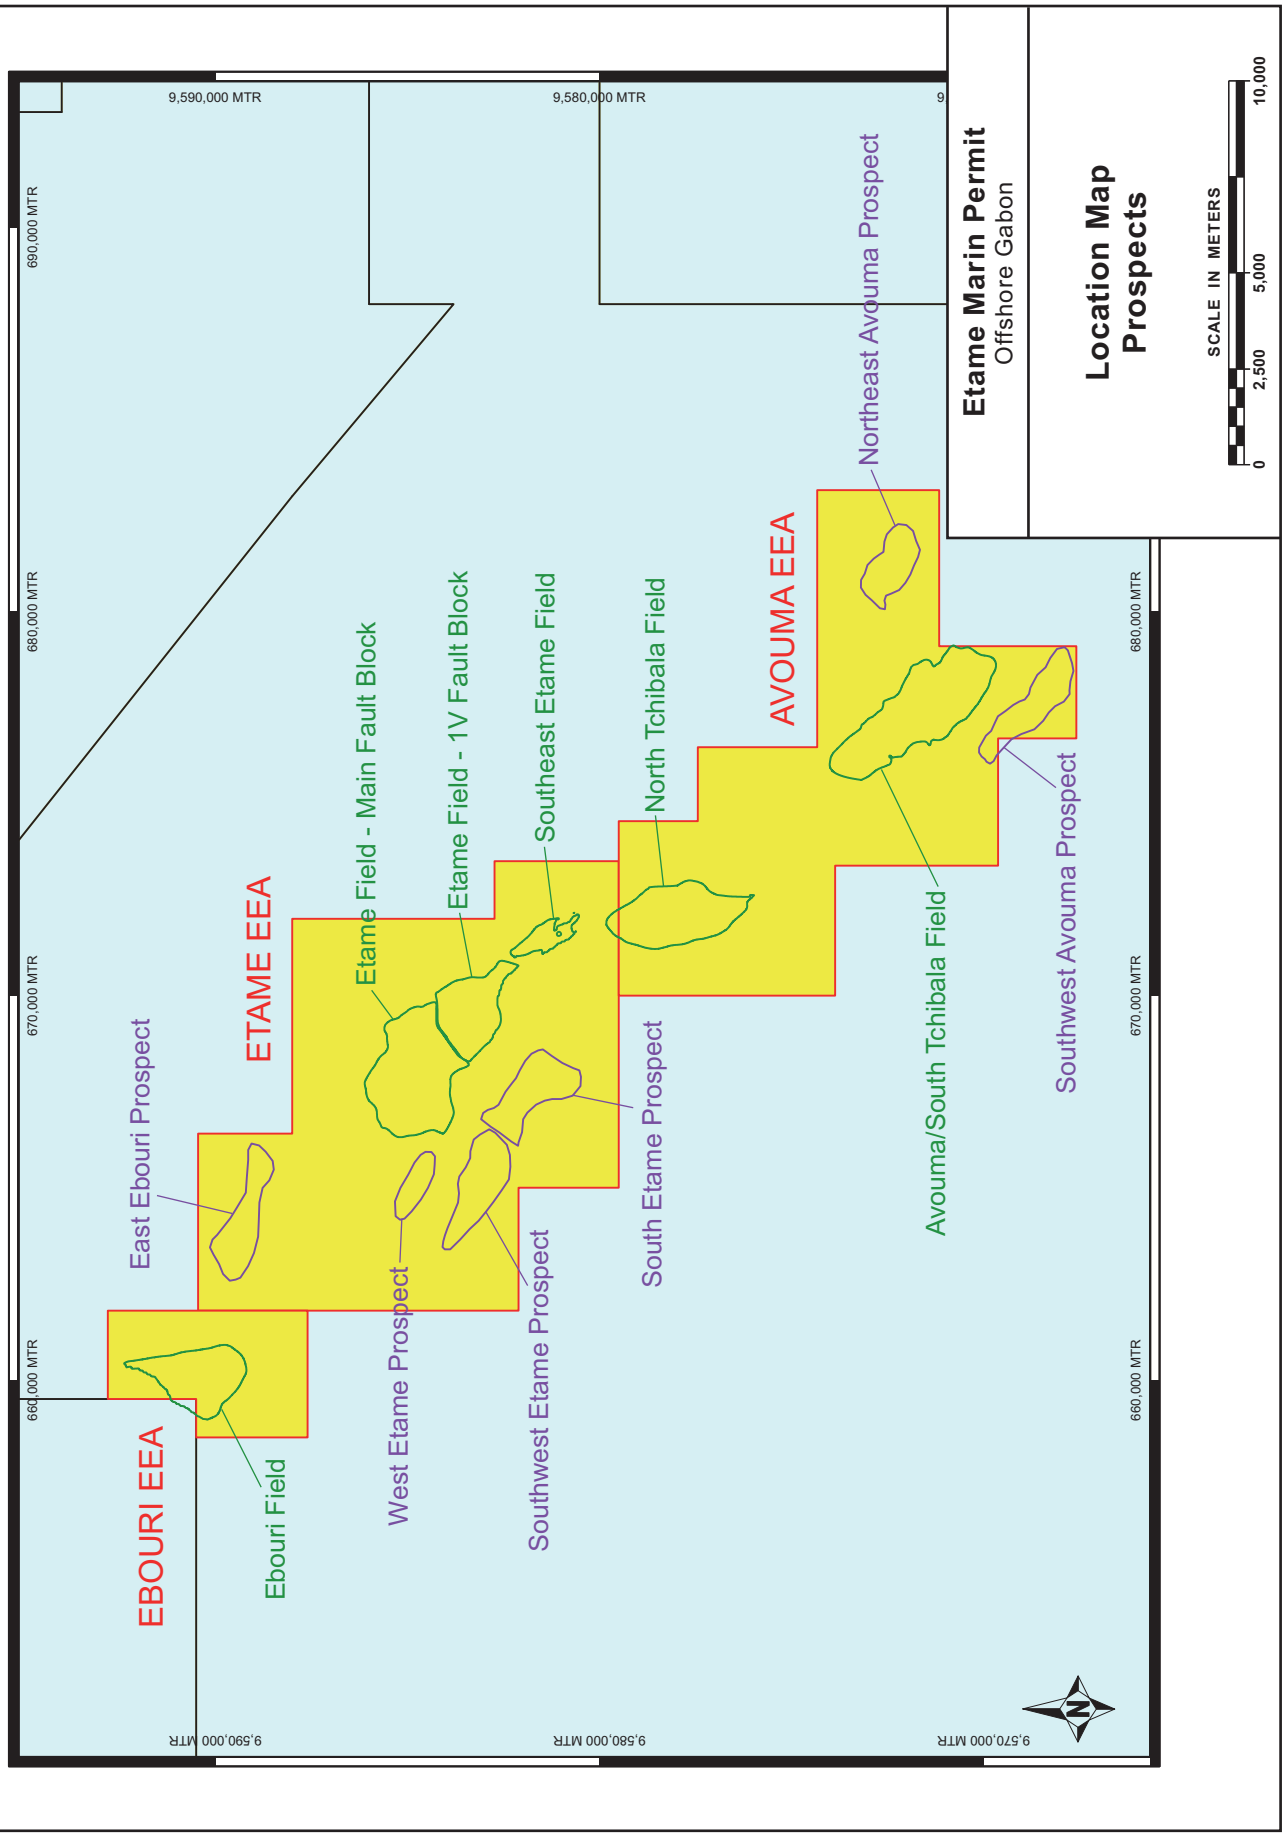 660,000 MTR
670,000 MTR
680,000 MTR
690,000 MTR
9,590,000 MTR
9,590,000 MTR
EBOURI EEA
East Ebouri Prospect
ETAME EEA
Ebouri Field
Etame Field - Main Fault Block
West Etame Prospect
Etame Field - 1V Fault Block
Southwest Etame Prospect
Southeast Etame Field
9,580,000 MTR
9,580,000 MTR
South Etame Prospect
North Tchibala Field
AVOUMA EEA
Northeast Avouma Prospect
Avouma/South Tchibala Field
9,570,000 MTR
9,
Southwest Avouma Prospect
N
660,000 MTR
670,000 MTR
680,000 MTR
Etame Marin Permit
Offshore Gabon
Location Map
Prospects
SCALE IN METERS
0 2,500 5,000 10,000